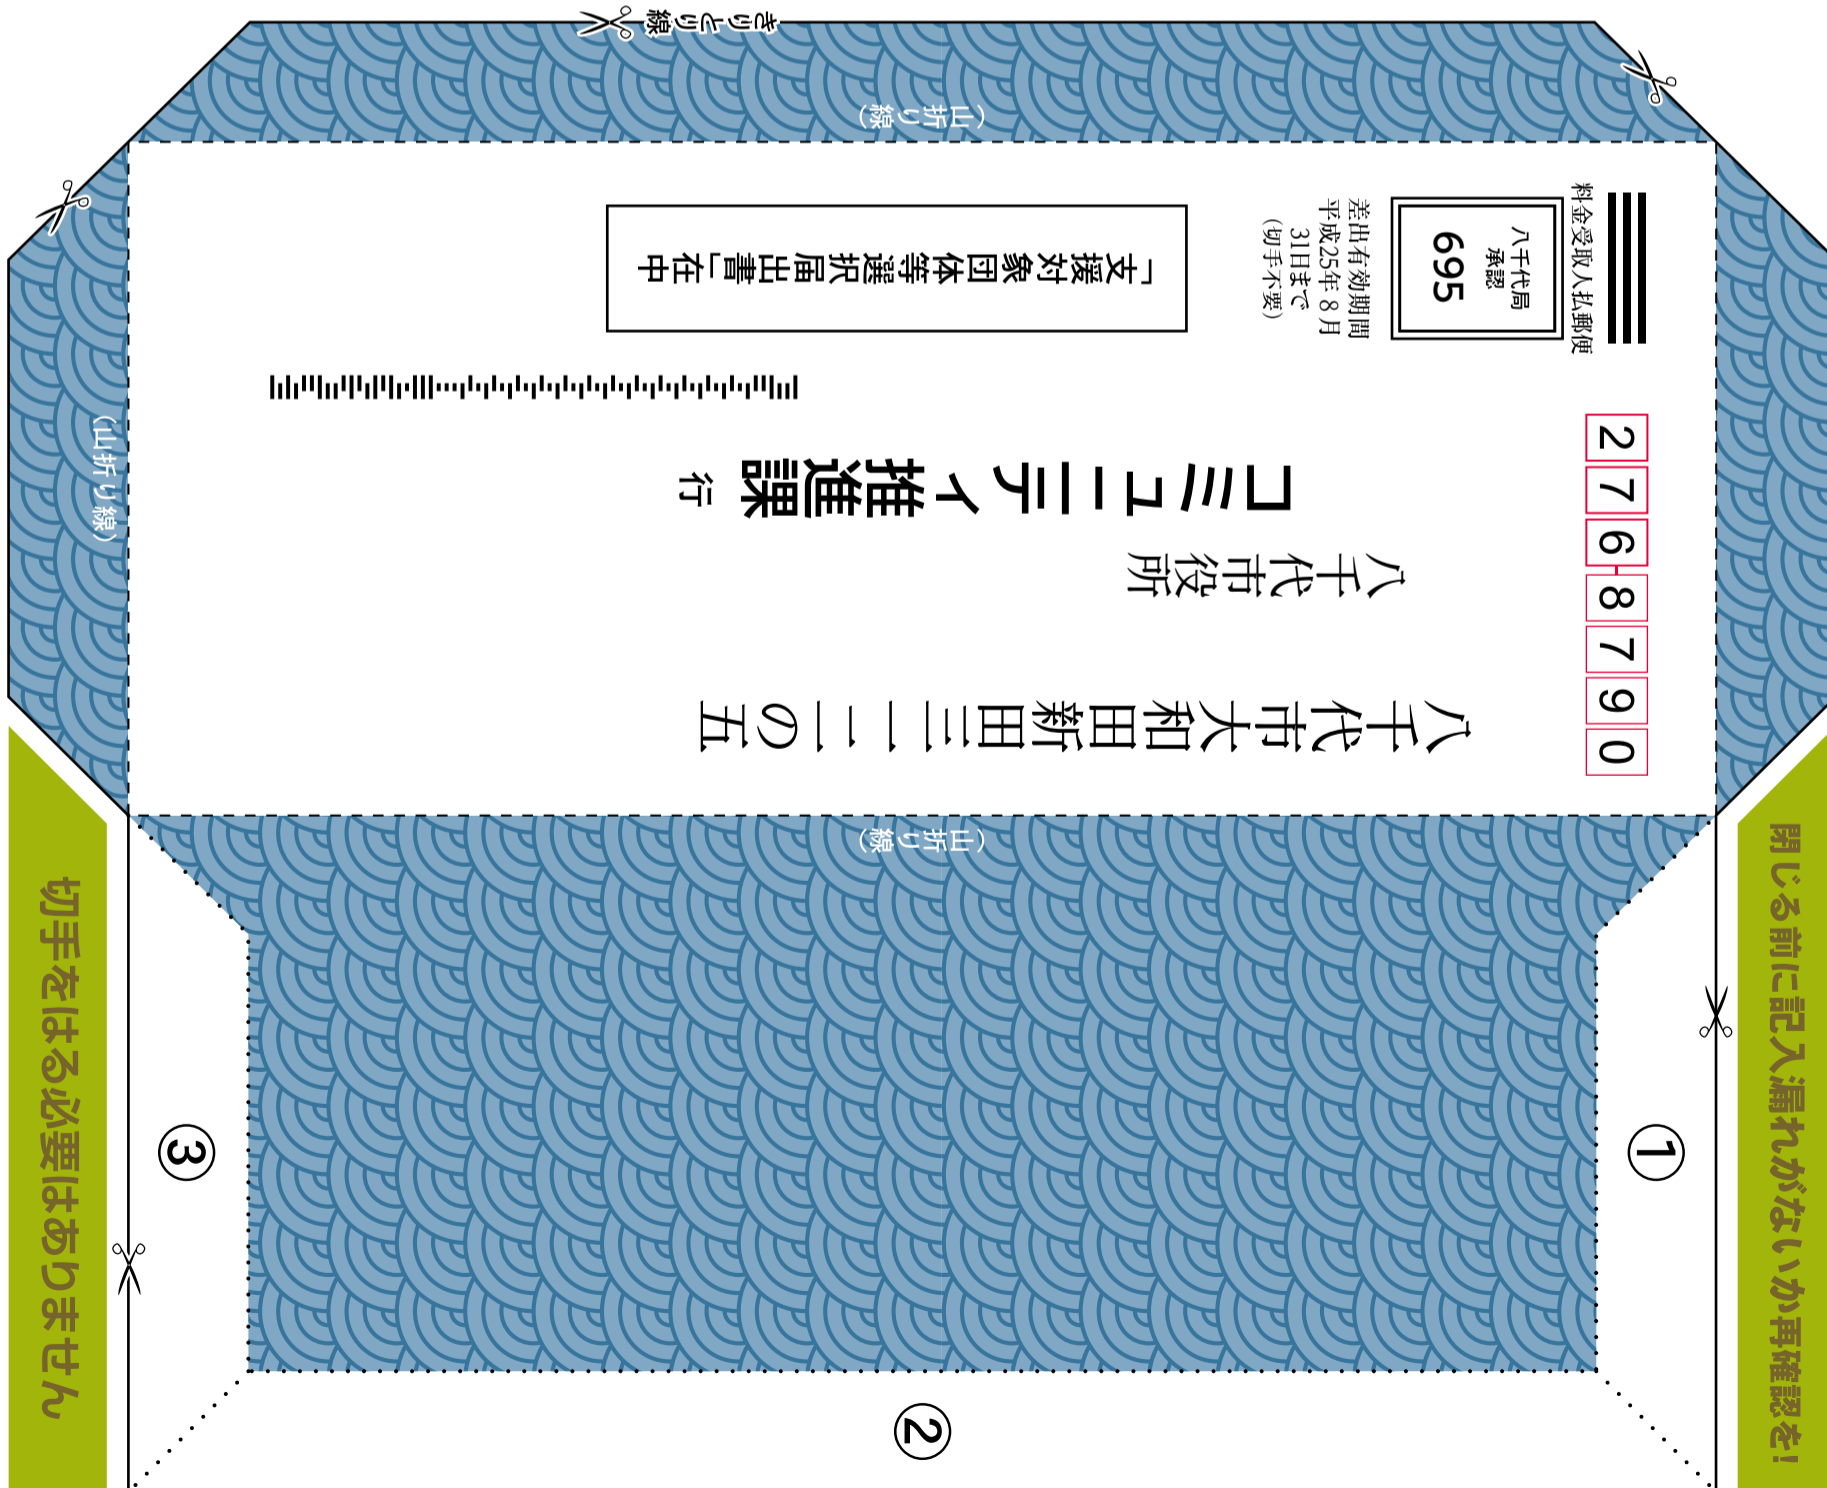 きりとり線
（山折り線）
料金受取人払郵便
八千代局
承認
695
差出有効期間
平成25年8月
31日まで
（切手不要）
「支援対象団体等選択届出書」在中
276-8790
八千代市大和田新田三一二一の五
八千代市役所
コミュニティ推進課 行
（山折り線）
（山折り線）
閉じる前に記入漏れがないか再確認を!
切手をはる必要はありません
①
②
③